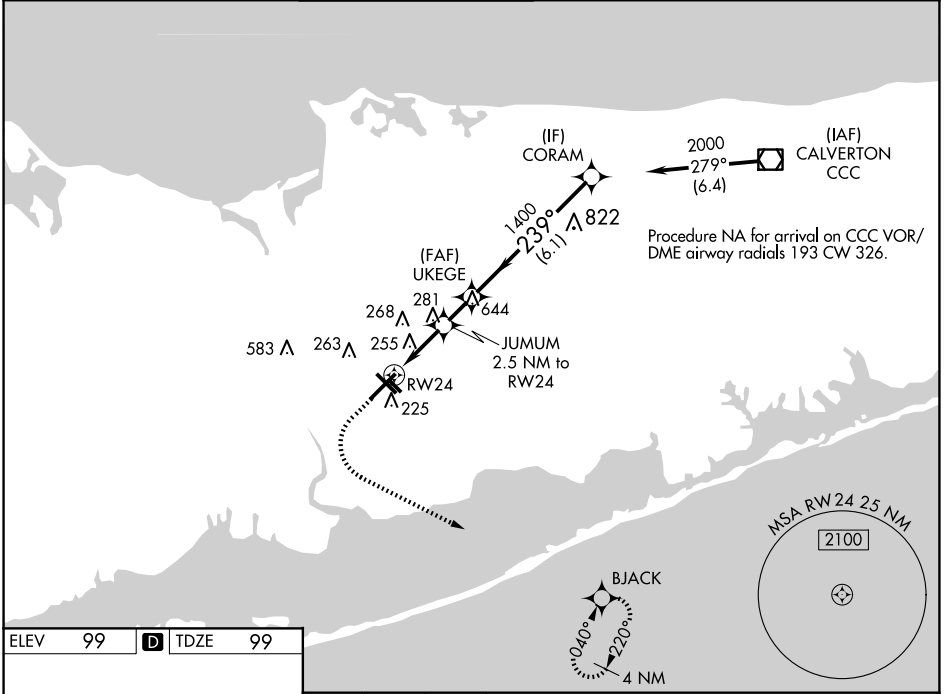 (IF)
CORAM
2000
279°
(6.4)
(IAF)
CALVERTON
CCC
1400
239°
(6.1)
822
Procedure NA for arrival on CCC VOR/
DME airway radials 193 CW 326.
(FAF)
UKEGE
644
281
268
255
263
583
JUMUM
2.5 NM to
RW24
RW24
225
MSA RW24 25 NM
2100
BJACK
040°
220°
4 NM
ELEV 99 D TDZE 99